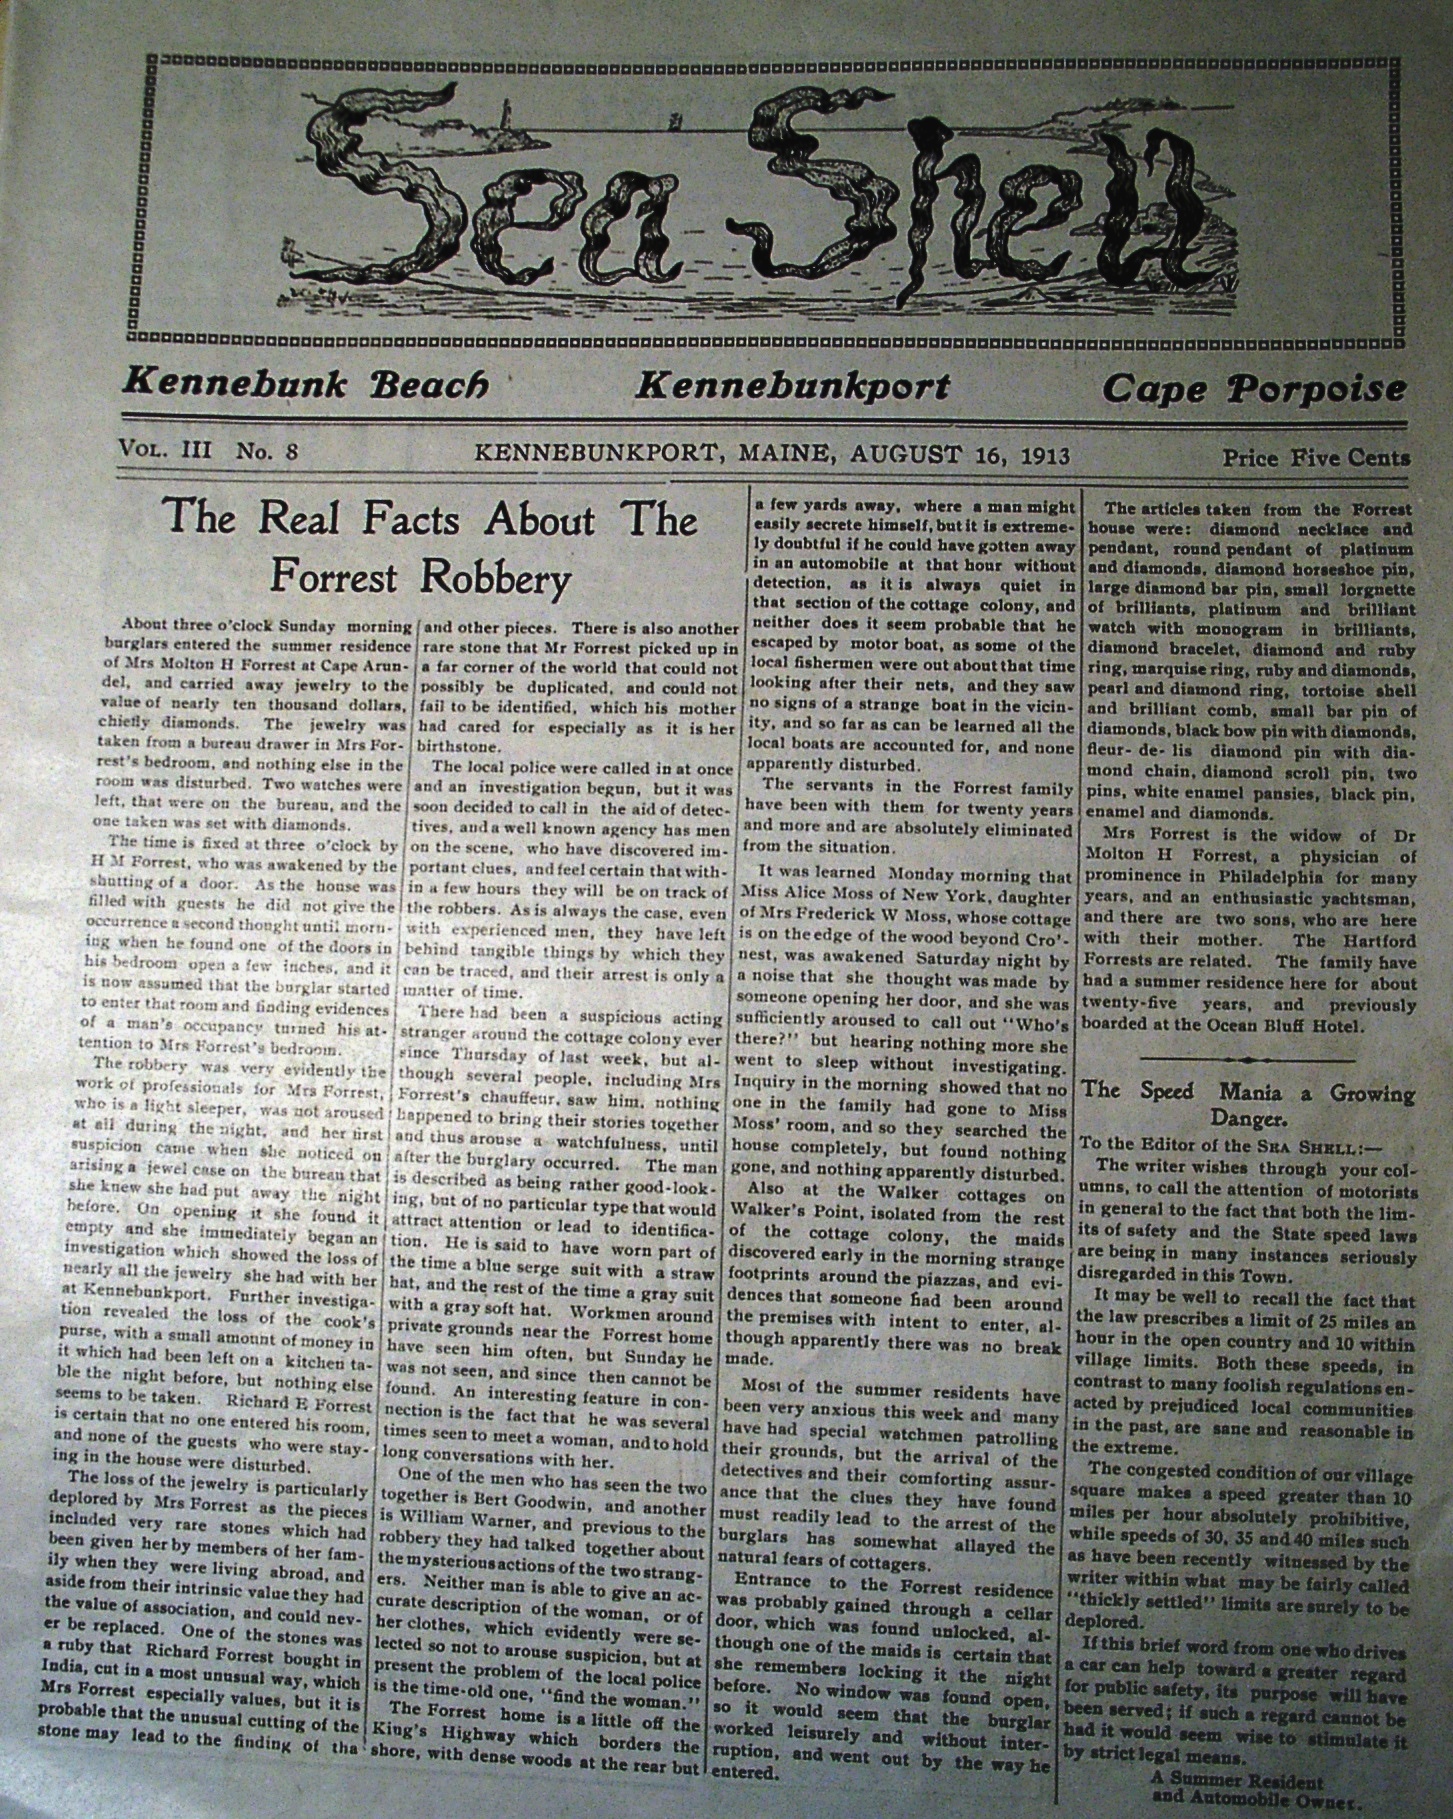 Sea Shell
Kennebunk Beach Kennebunkport Cape Porpoise
VOL. III No. 8 KENNEBUNKPORT, MAINE, AUGUST 16, 1913 Price Five Cents
The Real Facts About The
Forrest Robbery
About three o'clock Sunday morning
burglars entered the summer residence
of Mrs Molton H Forrest at Cape Arun-
del, and carried away jewelry to the
value of nearly ten thousand dollars,
chiefly diamonds. The jewelry was
taken from a bureau drawer in Mrs For-
rest's bedroom, and nothing else in the
room was disturbed. Two watches were
left, that were on the bureau, and the
one taken was set with diamonds.
The time is fixed at three o'clock by
H M Forrest, who was awakened by the
shutting of a door. As the house was
filled with guests he did not give the
occurrence a second thought until morn-
ing when he found one of the doors in
his bedroom open a few inches, and it
is now assumed that the burglar started
to enter that room and finding evidences
of a man's occupancy turned his at-
tention to Mrs Forrest's bedroom.
The robbery was very evidently the
work of professionals for Mrs Forrest,
who is a light sleeper, was not aroused
at all during the night, and her first
suspicion came when she noticed on
arising a jewel case on the bureau that
she knew she had put away the night
before. On opening it she found it
empty and she immediately began an
investigation which showed the loss of
nearly all the jewelry she had with her
at Kennebunkport. Further investiga-
tion revealed the loss of the cook's
purse, with a small amount of money in
it which had been left on a kitchen ta-
ble the night before, but nothing else
seems to be taken. Richard E Forrest
is certain that no one entered his room,
and none of the guests who were stay-
ing in the house were disturbed.
The loss of the jewelry is particularly
deplored by Mrs Forrest as the pieces
included very rare stones which had
been given her by members of her fam-
ily when they were living abroad, and
aside from their intrinsic value they had
the value of association, and could nev-
er be replaced. One of the stones was
a ruby that Richard Forrest bought in
India, cut in a most unusual way, which
Mrs Forrest especially values, but it is
probable that the unusual cutting of the
stone may lead to the finding of tha
and other pieces. There is also another
rare stone that Mr Forrest picked up in
a far corner of the world that could not
possibly be duplicated, and could not
fail to be identified, which his mother
had cared for especially as it is her
birthstone.
The local police were called in at once
and an investigation begun, but it was
soon decided to call in the aid of detec-
tives, and a well known agency has men
on the scene, who have discovered im-
portant clues, and feel certain that with-
in a few hours they will be on track of
the robbers. As is always the case, even
with experienced men, they have left
behind tangible things by which they
can be traced, and their arrest is only a
matter of time.
There had been a suspicious acting
stranger around the cottage colony ever
since Thursday of last week, but al-
though several people, including Mrs
Forrest's chauffeur, saw him, nothing
happened to bring their stories together
and thus arouse a watchfulness, until
after the burglary occurred. The man
is described as being rather good-look-
ing, but of no particular type that would
attract attention or lead to identifica-
tion. He is said to have worn part of
the time a blue serge suit with a straw
hat, and the rest of the time a gray suit
with a gray soft hat. Workmen around
private grounds near the Forrest home
have seen him often, but Sunday he
was not seen, and since then cannot be
found. An interesting feature in con-
nection is the fact that he was several
times seen to meet a woman, and to hold
long conversations with her.
One of the men who has seen the two
together is Bert Goodwin, and another
is William Warner, and previous to the
robbery they had talked together about
the mysterious actions of the two strang-
ers. Neither man is able to give an ac-
curate description of the woman, or of
her clothes, which evidently were se-
lected so not to arouse suspicion, but at
present the problem of the local police
is the time-old one, "find the woman."
The Forrest home is a little off the
King's Highway which borders the
shore, with dense woods at the rear but
a few yards away, where a man might
easily secrete himself, but it is extreme-
ly doubtful if he could have gotten away
in an automobile at that hour without
detection, as it is always quiet in
that section of the cottage colony, and
neither does it seem probable that he
escaped by motor boat, as some of the
local fishermen were out about that time
looking after their nets, and they saw
no signs of a strange boat in the vicin-
ity, and so far as can be learned all the
local boats are accounted for, and none
apparently disturbed.
The servants in the Forrest family
have been with them for twenty years
and more and are absolutely eliminated
from the situation.
It was learned Monday morning that
Miss Alice Moss of New York, daughter
of Mrs Frederick W Moss, whose cottage
is on the edge of the wood beyond Cro'-
nest, was awakened Saturday night by
a noise that she thought was made by
someone opening her door, and she was
sufficiently aroused to call out "Who's
there?" but hearing nothing more she
went to sleep without investigating.
Inquiry in the morning showed that no
one in the family had gone to Miss
Moss' room, and so they searched the
house completely, but found nothing
gone, and nothing apparently disturbed.
Also at the Walker cottages on
Walker's Point, isolated from the rest
of the cottage colony, the maids
discovered early in the morning strange
footprints around the piazzas, and evi-
dences that someone had been around
the premises with intent to enter, al-
though apparently there was no break
made.
Most of the summer residents have
been very anxious this week and many
have had special watchmen patrolling
their grounds, but the arrival of the
detectives and their comforting assur-
ance that the clues they have found
must readily lead to the arrest of the
burglars has somewhat allayed the
natural fears of cottagers.
Entrance to the Forrest residence
was probably gained through a cellar
door, which was found unlocked, al-
though one of the maids is certain that
she remembers locking it the night
before. No window was found open,
so it would seem that the burglar
worked leisurely and without inter-
ruption, and went out by the way he
entered.
The articles taken from the Forrest
house were: diamond necklace and
pendant, round pendant of platinum
and diamonds, diamond horseshoe pin,
large diamond bar pin, small lorgnette
of brilliants, platinum and brilliant
watch with monogram in brilliants,
diamond bracelet, diamond and ruby
ring, marquise ring, ruby and diamonds,
pearl and diamond ring, tortoise shell
and brilliant comb, small bar pin of
diamonds, black bow pin with diamonds,
fleur-de-lis diamond pin with dia-
mond chain, diamond scroll pin, two
pins, white enamel pansies, black pin,
enamel and diamonds.
Mrs Forrest is the widow of Dr
Molton H Forrest, a physician of
prominence in Philadelphia for many
years, and an enthusiastic yachtsman,
and there are two sons, who are here
with their mother. The Hartford
Forrests are related. The family have
had a summer residence here for about
twenty-five years, and previously
boarded at the Ocean Bluff Hotel.
The Speed Mania a Growing
Danger.
To the Editor of the SEA SHELL:—
The writer wishes through your col-
umns, to call the attention of motorists
in general to the fact that both the lim-
its of safety and the State speed laws
are being in many instances seriously
disregarded in this Town.
It may be well to recall the fact that
the law prescribes a limit of 25 miles an
hour in the open country and 10 within
village limits. Both these speeds, in
contrast to many foolish regulations en-
acted by prejudiced local communities
in the past, are sane and reasonable in
the extreme.
The congested condition of our village
square makes a speed greater than 10
miles per hour absolutely prohibitive,
while speeds of 30, 35 and 40 miles such
as have been recently witnessed by the
writer within what may be fairly called
"thickly settled" limits are surely to be
deplored.
If this brief word from one who drives
a car can help toward a greater regard
for public safety, its purpose will have
been served; if such a regard cannot be
had it would seem wise to stimulate it
by strict legal means.
A Summer Resident
and Automobile Owner.